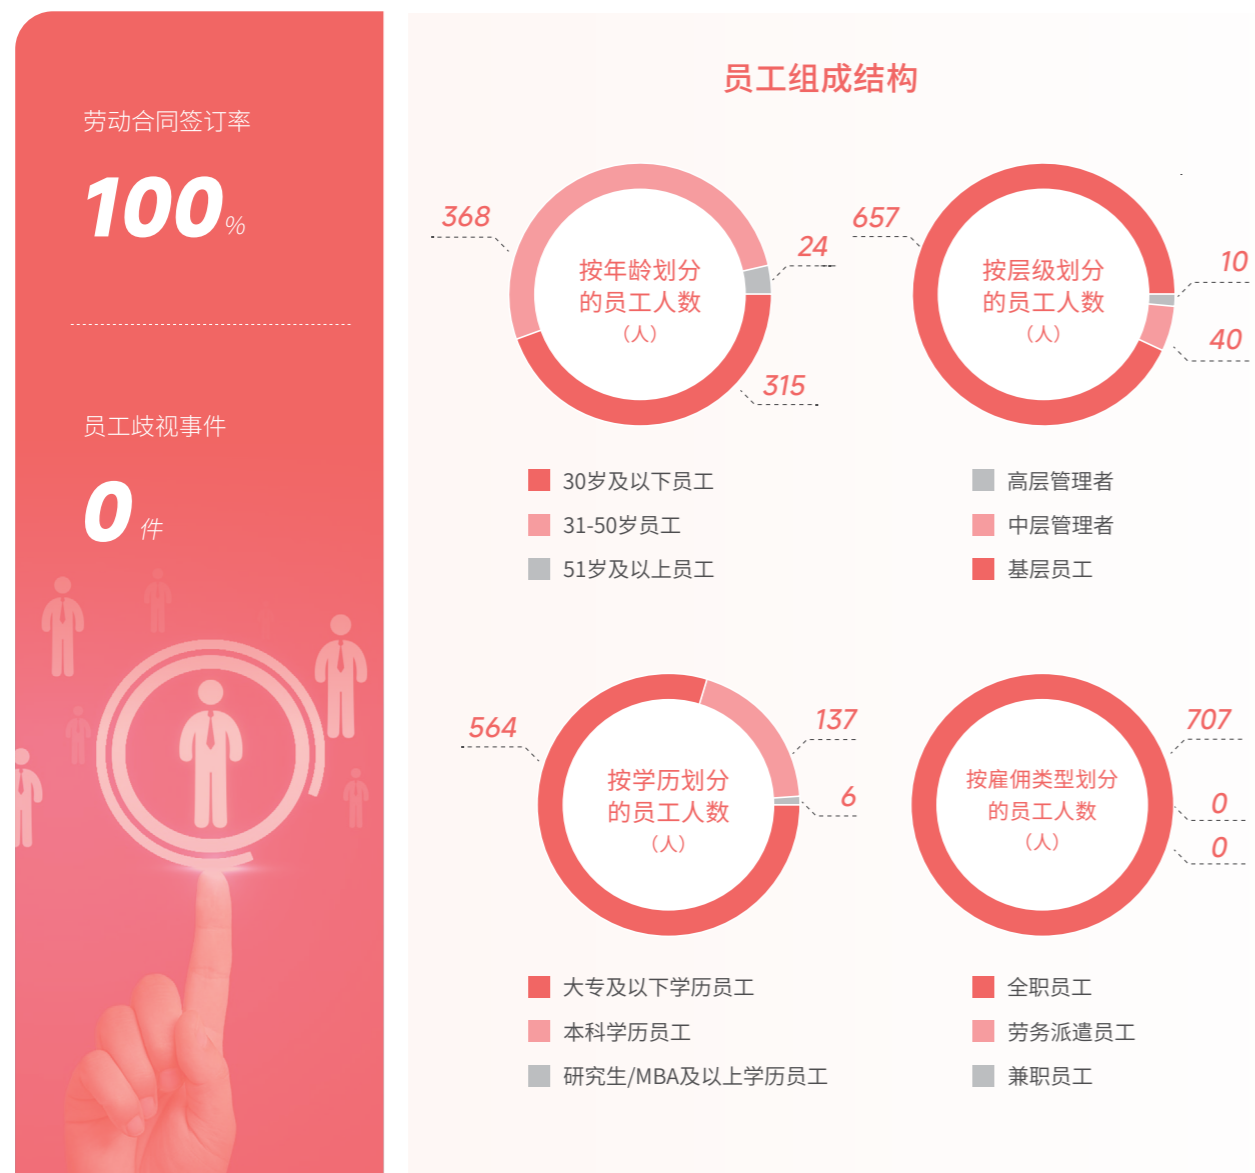 劳动合同签订率
100%
员工歧视事件
0 件
员工组成结构
368
24
315
按年龄划分
的员工人数
（人）
30岁及以下员工
31-50岁员工
51岁及以上员工
657
10
40
按层级划分
的员工人数
（人）
高层管理者
中层管理者
基层员工
564
137
6
按学历划分
的员工人数
（人）
大专及以下学历员工
本科学历员工
研究生/MBA及以上学历员工
707
0
0
按雇佣类型划分
的员工人数
（人）
全职员工
劳务派遣员工
兼职员工